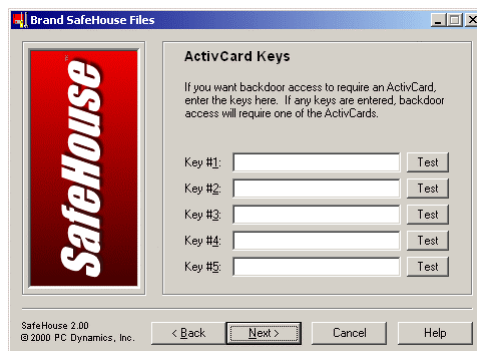 Brand SafeHouse Files
SafeHouse
ActivCard Keys
If you want backdoor access to require an ActivCard,
enter the keys here. If any keys are entered, backdoor
access will require one of the ActivCards.
Key #1: Test
Key #2: Test
Key #3: Test
Key #4: Test
Key #5: Test
SafeHouse 2.00
© 2000 PC Dynamics, Inc.
< Back Next > Cancel Help